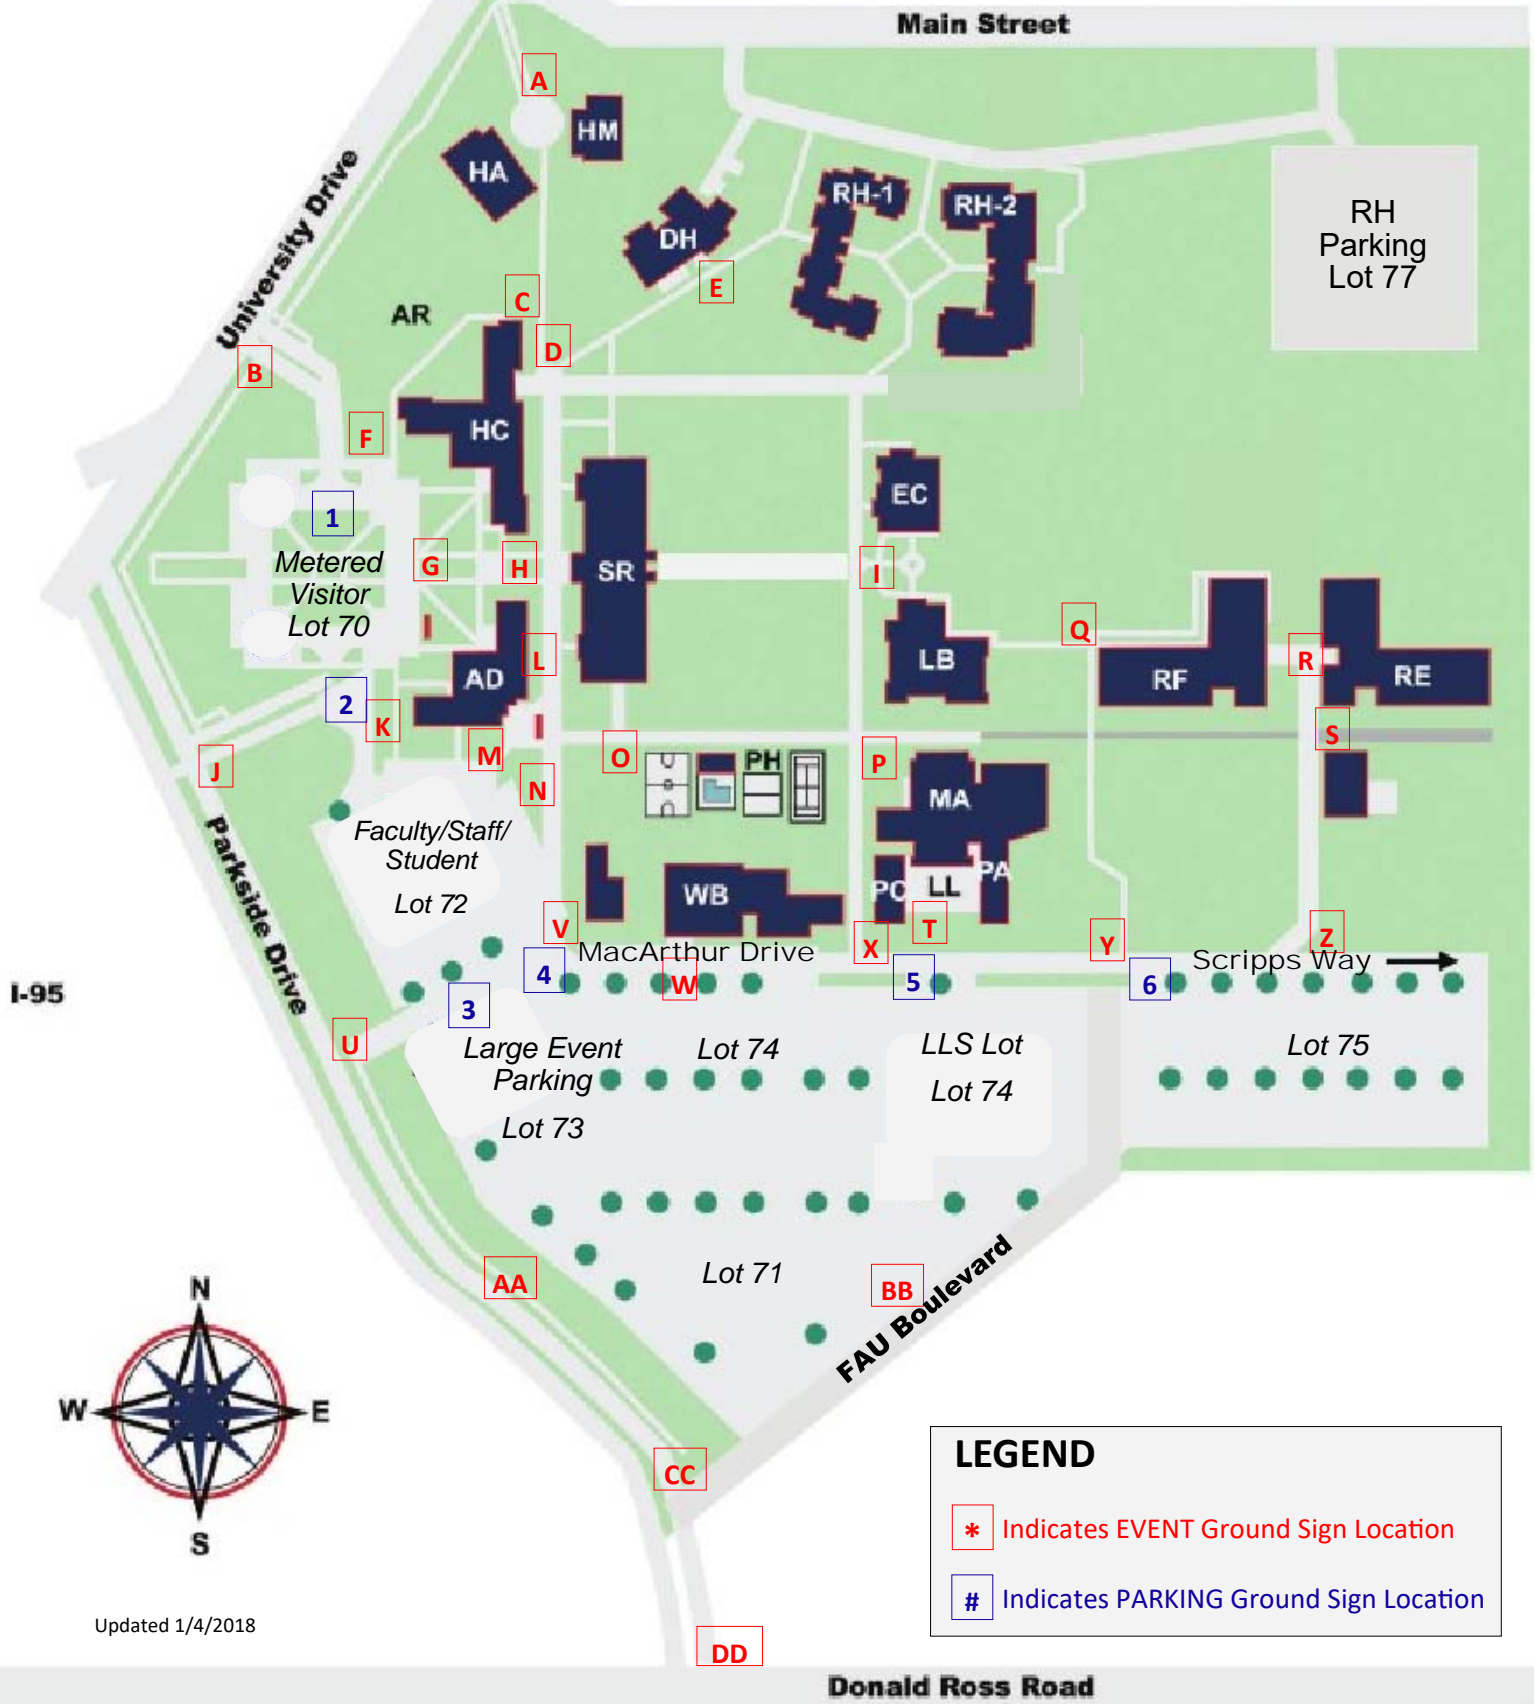 Main Street
A
HM
HA
University Drive
RH-1
RH-2
DH
RH
Parking
Lot 77
E
C
AR
D
B
F
HC
EC
1
Metered
Visitor
Lot 70
G
H
SR
I
Q
L
LB
R
AD
RF
RE
2
K
S
J
M
O
P
PH
N
MA
Faculty/Staff/
Student
Lot 72
Parkside Drive
WB
PC
LL
PA
V
T
X
Y
Z
MacArthur Drive
Scripps Way
4
W
5
6
I-95
3
U
Large Event
Parking
Lot 73
Lot 74
LLS Lot
Lot 74
Lot 75
AA
Lot 71
BB
FAU Boulevard
N
W
E
S
CC
LEGEND
* Indicates EVENT Ground Sign Location
# Indicates PARKING Ground Sign Location
Updated 1/4/2018
DD
Donald Ross Road